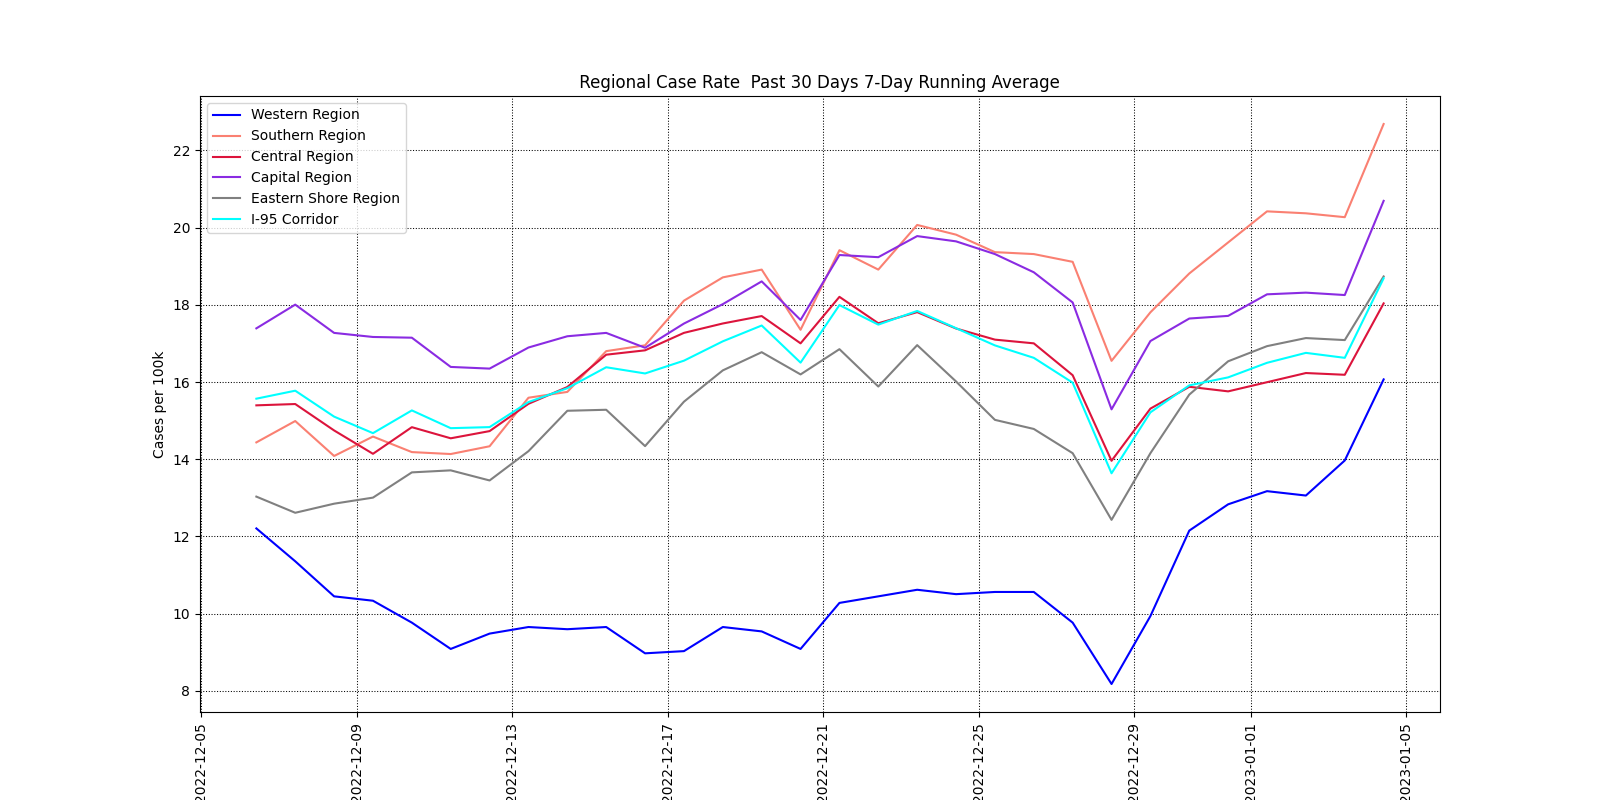 Regional Case Rate  Past 30 Days 7-Day Running Average
Western Region
Southern Region
Central Region
Capital Region
Eastern Shore Region
I-95 Corridor
Cases per 100k
22
20
18
16
14
12
10
8
2022-12-05
2022-12-09
2022-12-13
2022-12-17
2022-12-21
2022-12-25
2022-12-29
2023-01-01
2023-01-05